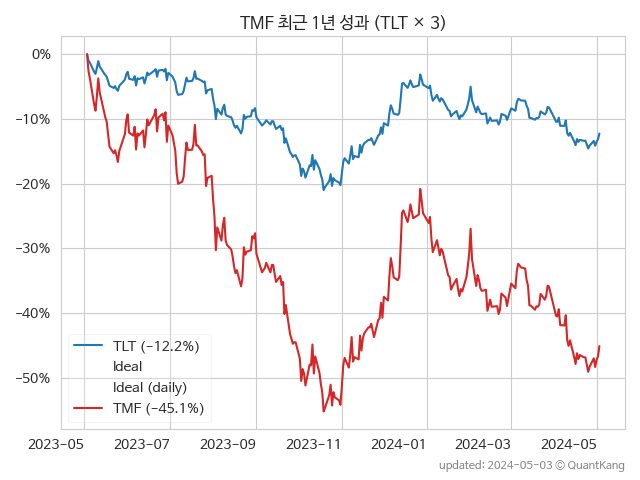 TMF 최근 1년 성과 (TLT × 3)
0%
−10%
−20%
−30%
−40%
−50%
TLT (−12.2%)
Ideal
Ideal (daily)
TMF (−45.1%)
2023-05 2023-07 2023-09 2023-11 2024-01 2024-03 2024-05
updated: 2024-05-03 © QuantKang